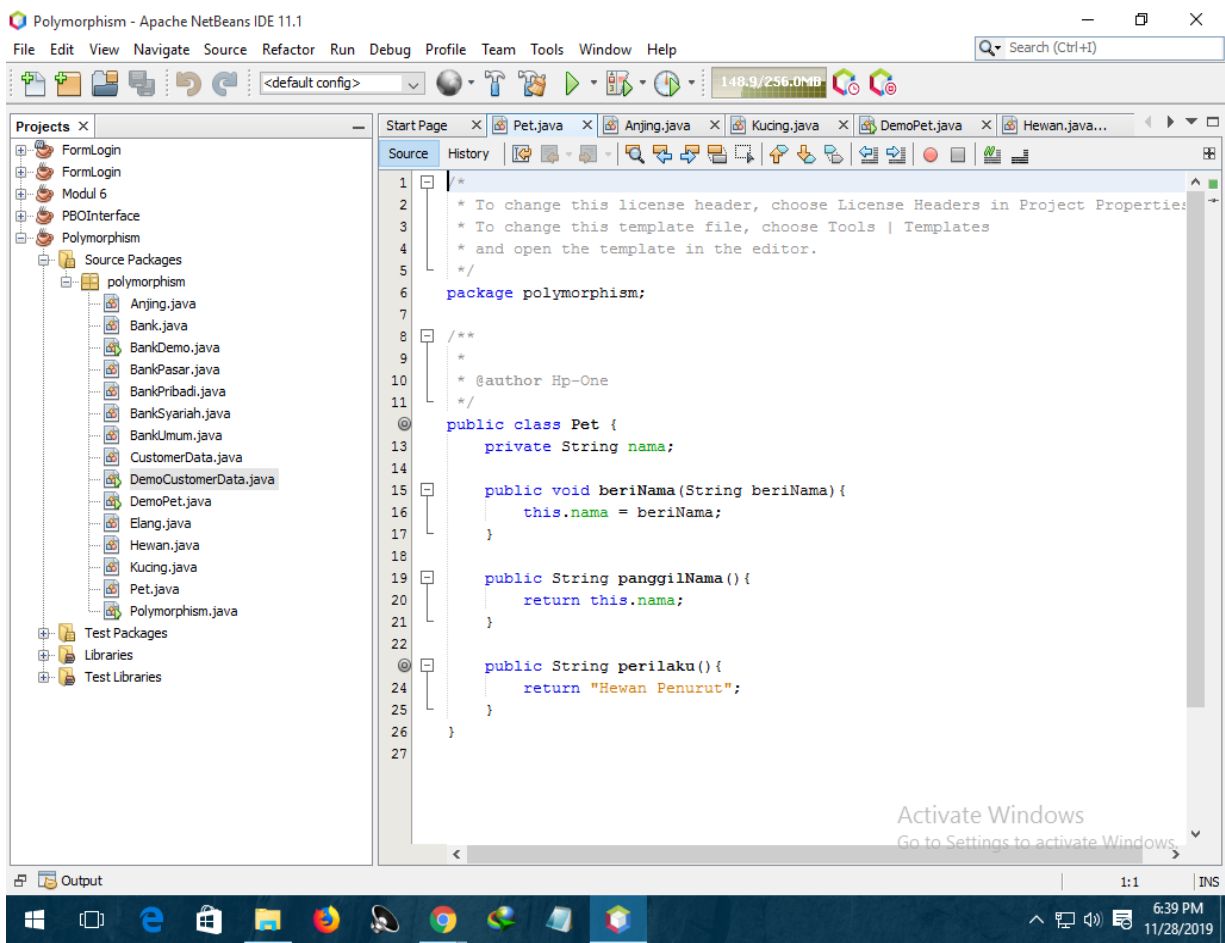 Polymorphism - Apache NetBeans IDE 11.1
File Edit View Navigate Source Refactor Run Debug Profile Team Tools Window Help
Search (Ctrl+I)
<default config>
148.9/256.0MB
Projects
FormLogin
FormLogin
Modul 6
PBOInterface
Polymorphism
Source Packages
polymorphism
Anjing.java
Bank.java
BankDemo.java
BankPasar.java
BankPribadi.java
BankSyariah.java
BankUmum.java
CustomerData.java
DemoCustomerData.java
DemoPet.java
Elang.java
Hewan.java
Kucing.java
Pet.java
Polymorphism.java
Test Packages
Libraries
Test Libraries
Start Page Pet.java Anjing.java Kucing.java DemoPet.java Hewan.java...
Source History
1 /*
2 * To change this license header, choose License Headers in Project Properties
3 * To change this template file, choose Tools | Templates
4 * and open the template in the editor.
5 */
6 package polymorphism;
7
8 /**
9 *
10 * @author Hp-One
11 */
public class Pet {
13 private String nama;
14
15 public void beriNama(String beriNama){
16 this.nama = beriNama;
17 }
18
19 public String panggilNama(){
20 return this.nama;
21 }
22
public String perilaku(){
24 return "Hewan Penurut";
25 }
26 }
27
Activate Windows
Go to Settings to activate Windows.
Output
1:1 INS
6:39 PM
11/28/2019